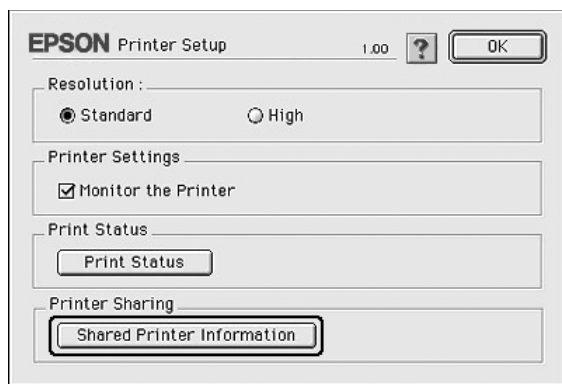 EPSON Printer Setup 1.00 ? OK
Resolution :
Standard High
Printer Settings
Monitor the Printer
Print Status
Print Status
Printer Sharing
Shared Printer Information